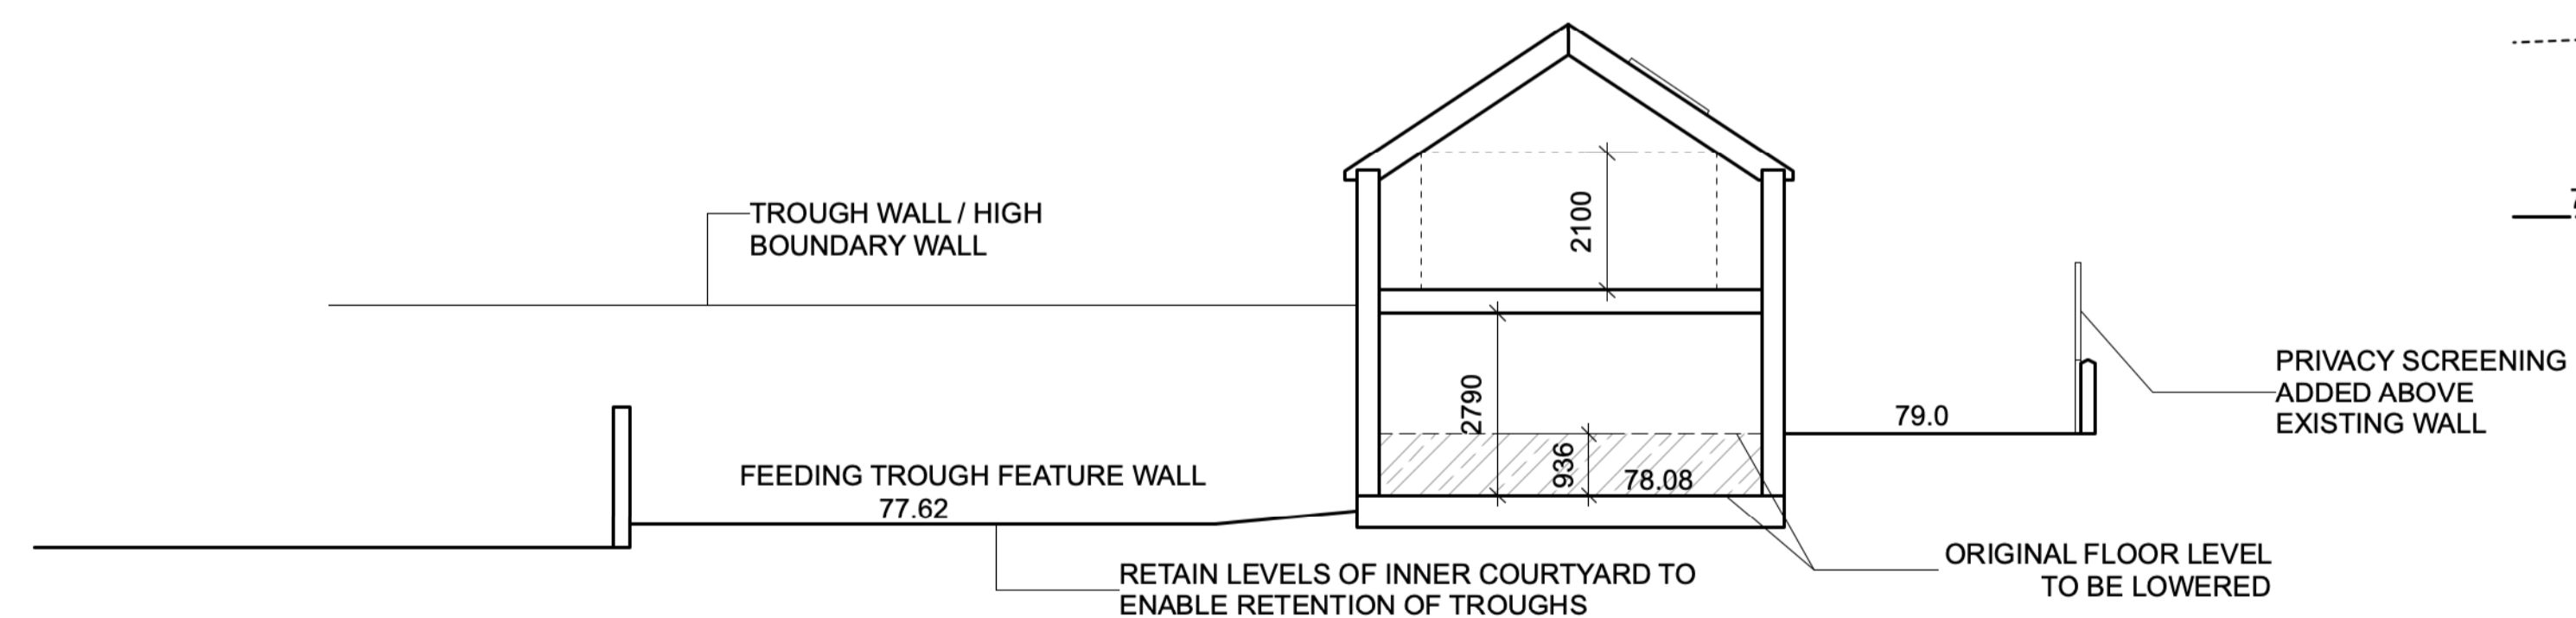 TROUGH WALL / HIGH
BOUNDARY WALL
2100
2790
936
78.08
79.0
PRIVACY SCREENING
ADDED ABOVE
EXISTING WALL
FEEDING TROUGH FEATURE WALL
77.62
RETAIN LEVELS OF INNER COURTYARD TO
ENABLE RETENTION OF TROUGHS
ORIGINAL FLOOR LEVEL
TO BE LOWERED